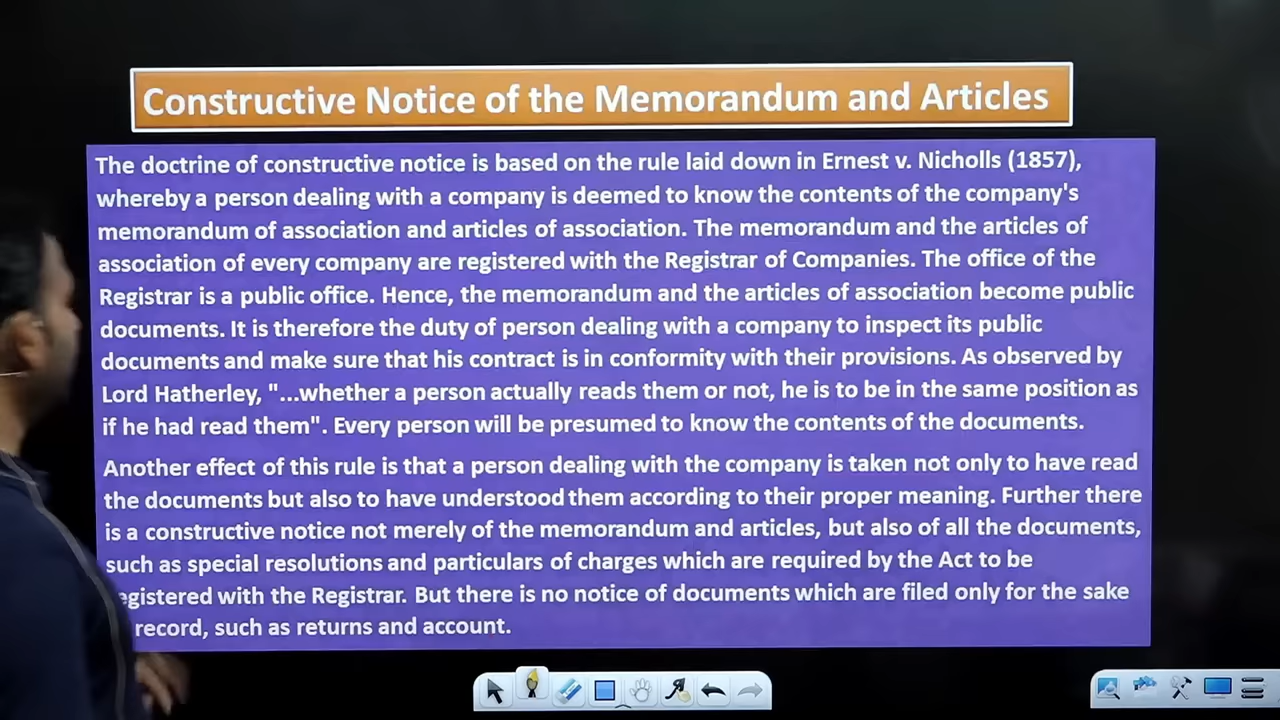 Constructive Notice of the Memorandum and Articles
The doctrine of constructive notice is based on the rule laid down in Ernest v. Nicholls (1857),
whereby a person dealing with a company is deemed to know the contents of the company's
memorandum of association and articles of association. The memorandum and the articles of
association of every company are registered with the Registrar of Companies. The office of the
Registrar is a public office. Hence, the memorandum and the articles of association become public
documents. It is therefore the duty of person dealing with a company to inspect its public
documents and make sure that his contract is in conformity with their provisions. As observed by
Lord Hatherley, "...whether a person actually reads them or not, he is to be in the same position as
if he had read them". Every person will be presumed to know the contents of the documents.
Another effect of this rule is that a person dealing with the company is taken not only to have read
the documents but also to have understood them according to their proper meaning. Further there
is a constructive notice not merely of the memorandum and articles, but also of all the documents,
such as special resolutions and particulars of charges which are required by the Act to be
egistered with the Registrar. But there is no notice of documents which are filed only for the sake
record, such as returns and account.